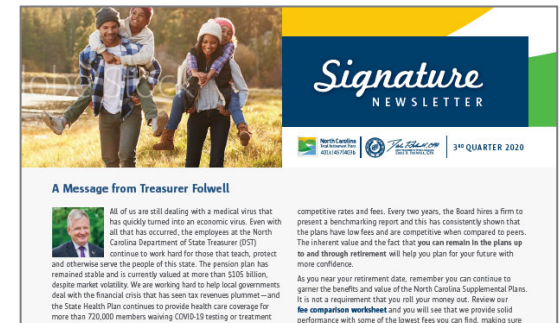 Signature
NEWSLETTER
North Carolina
Total Retirement Plans
401k | 457 | 403b
3RD QUARTER 2020
A Message from Treasurer Folwell
All of us are still dealing with a medical virus that
has quickly turned into an economic virus. Even with
all that has occurred, the employees at the North
Carolina Department of State Treasurer (DST)
continue to work hard for those that teach, protect
and otherwise serve the people of this state. The pension plan has
remained stable and is currently valued at more than $105 billion,
despite market volatility. We are working hard to help local governments
deal with the financial crisis that has seen tax revenues plummet—and
the State Health Plan continues to provide health care coverage for
more than 720,000 members waiving COVID-19 testing or treatment
competitive rates and fees. Every two years, the Board hires a firm to
present a benchmarking report and this has consistently shown that
the plans have low fees and are competitive when compared to peers.
The inherent value and the fact that you can remain in the plans up
to and through retirement will help you plan for your future with
more confidence.
As you near your retirement date, remember you can continue to
garner the benefits and value of the North Carolina Supplemental Plans.
It is not a requirement that you roll your money out. Review our
fee comparison worksheet and you will see that we provide solid
performance with some of the lowest fees you can find, making sure